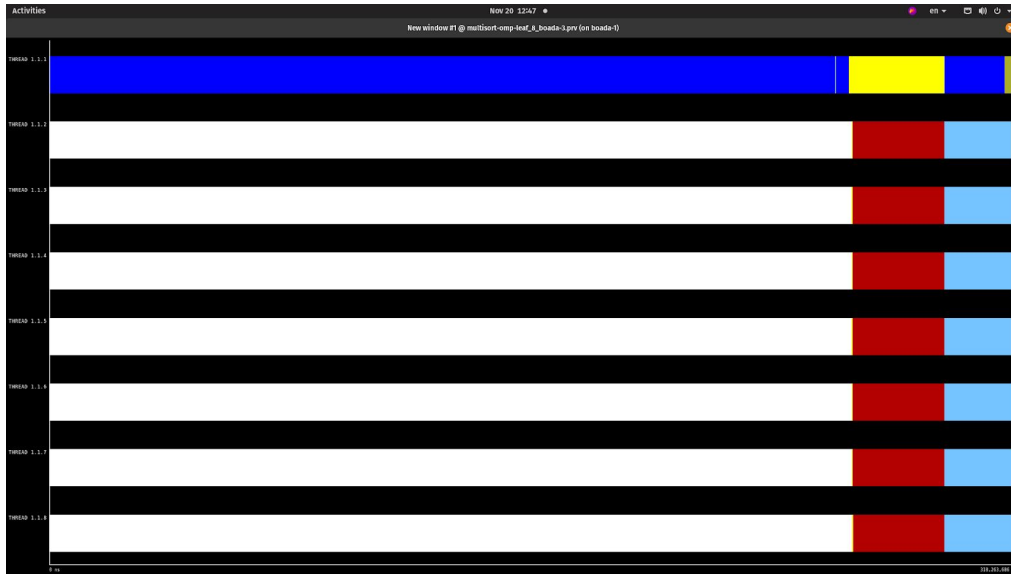 Activities Nov 20 12:47 en
New window #1 @ multisort-omp-leaf_8_boada-3.prv (on boada-1)
THREAD 1.1.1
THREAD 1.1.2
THREAD 1.1.3
THREAD 1.1.4
THREAD 1.1.5
THREAD 1.1.6
THREAD 1.1.7
THREAD 1.1.8
0 ns